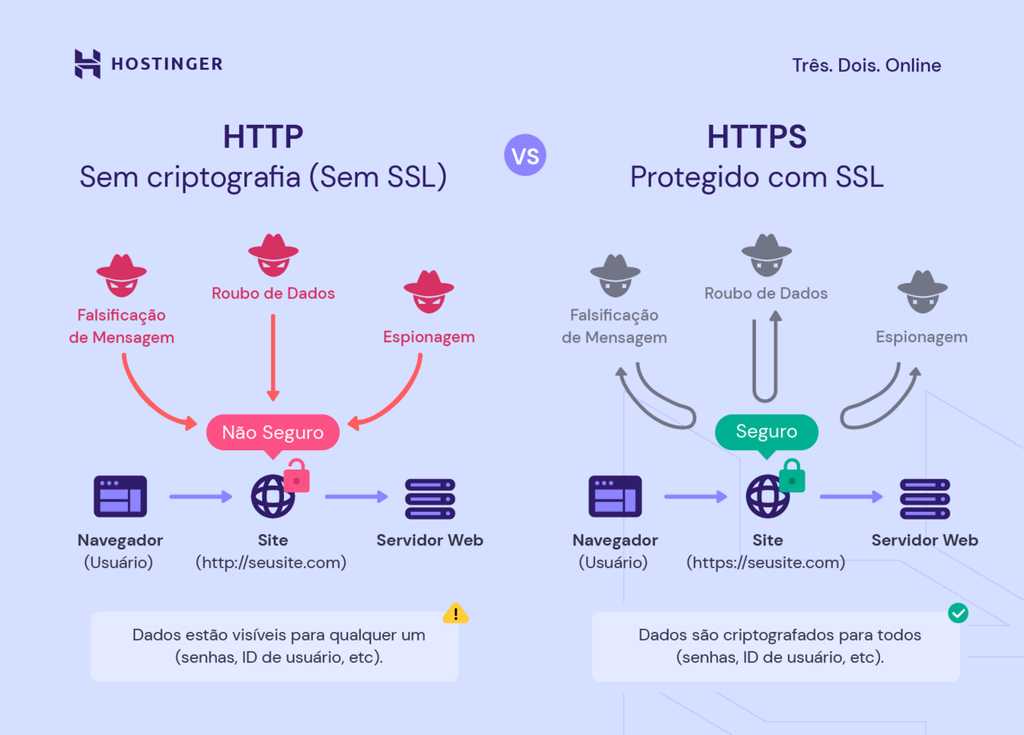 HOSTINGER
Três. Dois. Online
HTTP
Sem criptografia (Sem SSL)
VS
HTTPS
Protegido com SSL
Roubo de Dados
Falsificação
de Mensagem
Espionagem
Não Seguro
Navegador
(Usuário)
Site
(http://seusite.com)
Servidor Web
Dados estão visíveis para qualquer um
(senhas, ID de usuário, etc).
Roubo de Dados
Falsificação
de Mensagem
Espionagem
Seguro
Navegador
(Usuário)
Site
(https://seusite.com)
Servidor Web
Dados são criptografados para todos
(senhas, ID de usuário, etc).